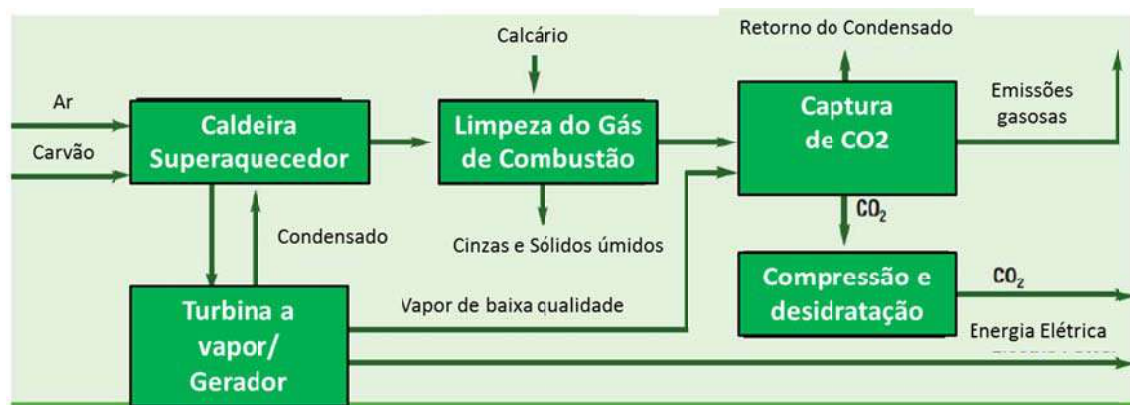 Calcário
Retorno do Condensado
Ar
Carvão
Caldeira
Superaquecedor
Limpeza do Gás
de Combustão
Captura
de CO2
Emissões
gasosas
Condensado
Cinzas e Sólidos úmidos
CO₂
Turbina a
vapor/
Gerador
Vapor de baixa qualidade
Compressão e
desidratação
CO₂
Energia Elétrica